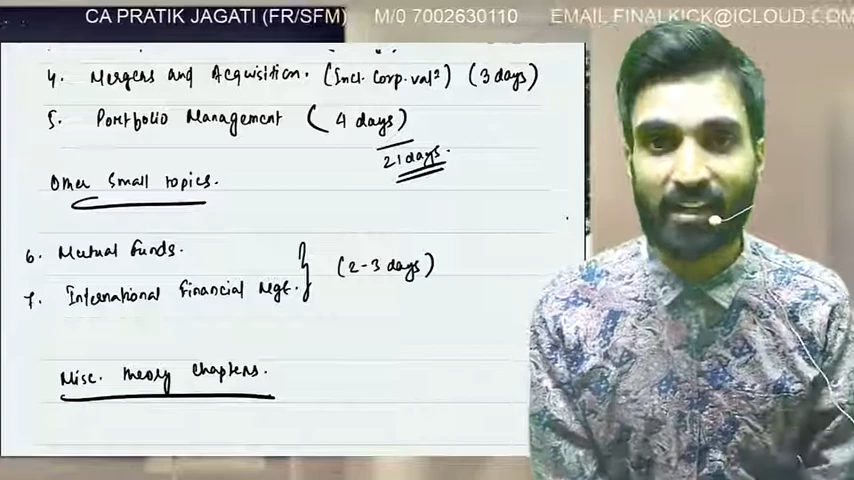 CA PRATIK JAGATI (FR/SFM) M/0 7002630110 EMAIL FINALKICK@ICLOUD.COM
4. Mergers and Acquisition. (Incl. Corp. valⁿ) (3 days)
5. Portfolio Management (4 days)
21 days.
Other Small topics.
6. Mutual Funds.
7. International Financial Mgt. (2-3 days)
Misc. theory Chapters.